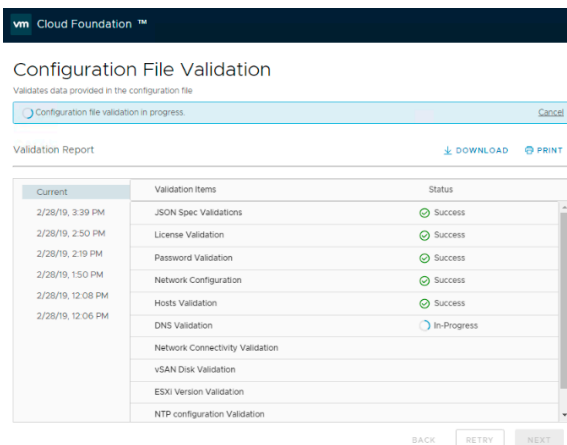 vm Cloud Foundation ™
Configuration File Validation
Validates data provided in the configuration file
Configuration file validation in progress. Cancel
Validation Report DOWNLOAD PRINT
Current Validation Items Status
2/28/19, 3:39 PM JSON Spec Validations Success
2/28/19, 2:50 PM License Validation Success
2/28/19, 2:19 PM Password Validation Success
2/28/19, 1:50 PM Network Configuration Success
2/28/19, 12:08 PM Hosts Validation Success
2/28/19, 12:06 PM DNS Validation In-Progress
Network Connectivity Validation
vSAN Disk Validation
ESXi Version Validation
NTP configuration Validation
BACK RETRY NEXT